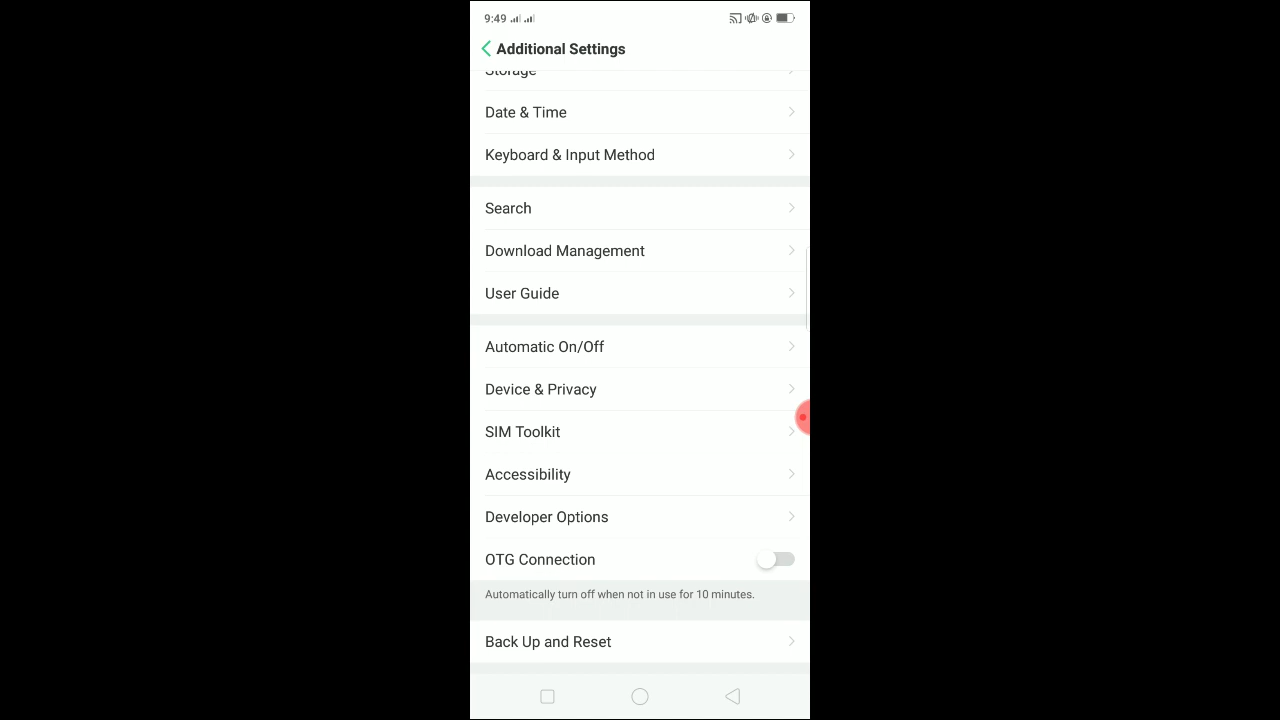 9:49
Additional Settings
Storage
Date & Time
Keyboard & Input Method
Search
Download Management
User Guide
Automatic On/Off
Device & Privacy
SIM Toolkit
Accessibility
Developer Options
OTG Connection
Automatically turn off when not in use for 10 minutes.
Back Up and Reset